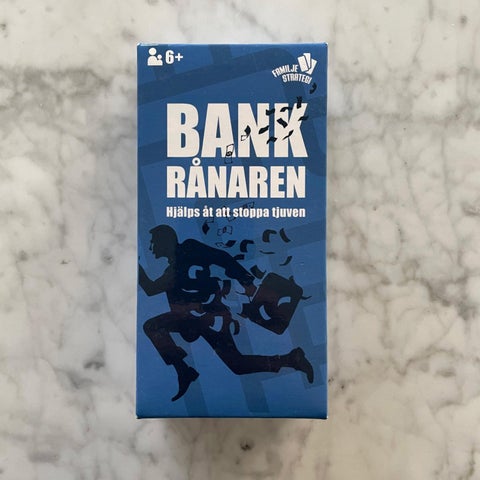 6+
FAMILJE
STRATEGI
BANK
RÅNAREN
Hjälps åt att stoppa tjuven